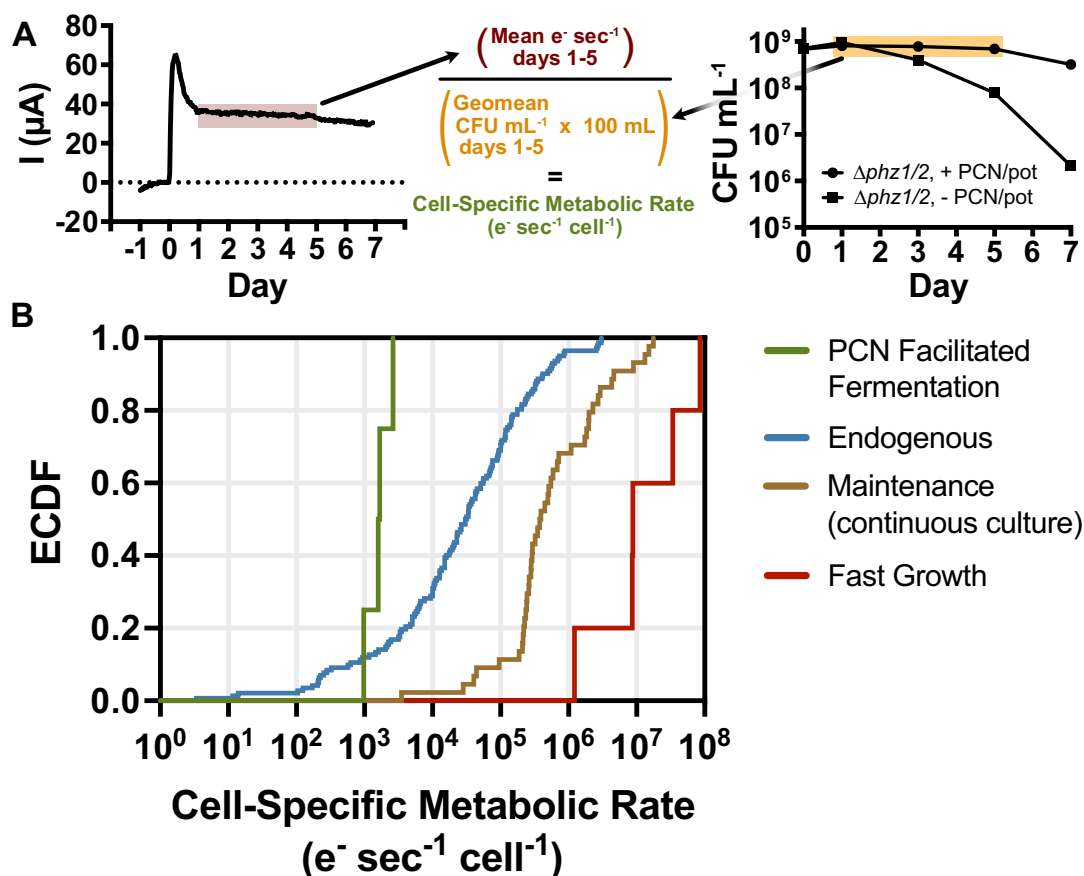 A
80
60
40
20
0
-20
I (µA)
-1 0 1 2 3 4 5 6 7
Day
(Mean e⁻ sec⁻¹
days 1-5)
(Geomean
CFU mL⁻¹ x 100 mL
days 1-5)
=
Cell-Specific Metabolic Rate
(e⁻ sec⁻¹ cell⁻¹)
10⁹
10⁸
10⁷
10⁶
10⁵
CFU mL⁻¹
Δphz1/2, + PCN/pot
Δphz1/2, - PCN/pot
0 1 2 3 4 5 6 7
Day
B
1.0
0.8
0.6
0.4
0.2
0.0
ECDF
10⁰ 10¹ 10² 10³ 10⁴ 10⁵ 10⁶ 10⁷ 10⁸
Cell-Specific Metabolic Rate
(e⁻ sec⁻¹ cell⁻¹)
PCN Facilitated
Fermentation
Endogenous
Maintenance
(continuous culture)
Fast Growth